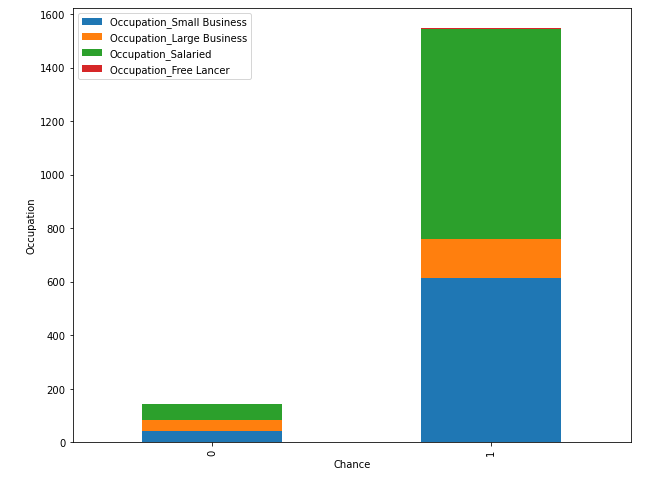 Occupation_Small Business
Occupation_Large Business
Occupation_Salaried
Occupation_Free Lancer
1600
1400
1200
1000
800
600
400
200
0
Occupation
0
1
Chance